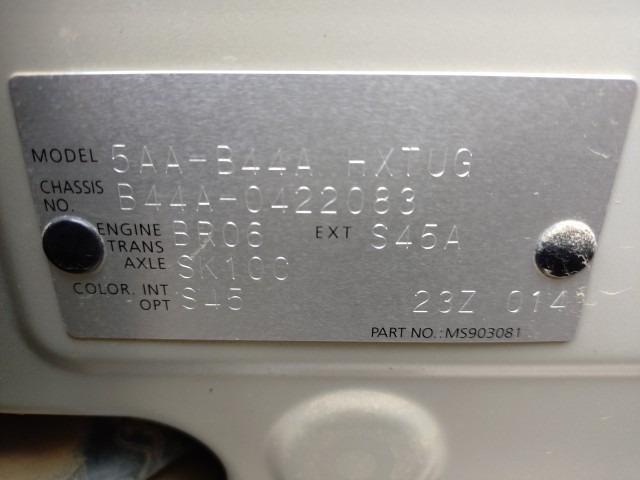 MODEL 5AA-B44A HXTUG
CHASSIS NO. B44A-0422083
ENGINE BR06 EXT S45A
TRANS AXLE SK10C
COLOR. INT S45
OPT 23Z 014
PART NO.: MS903081